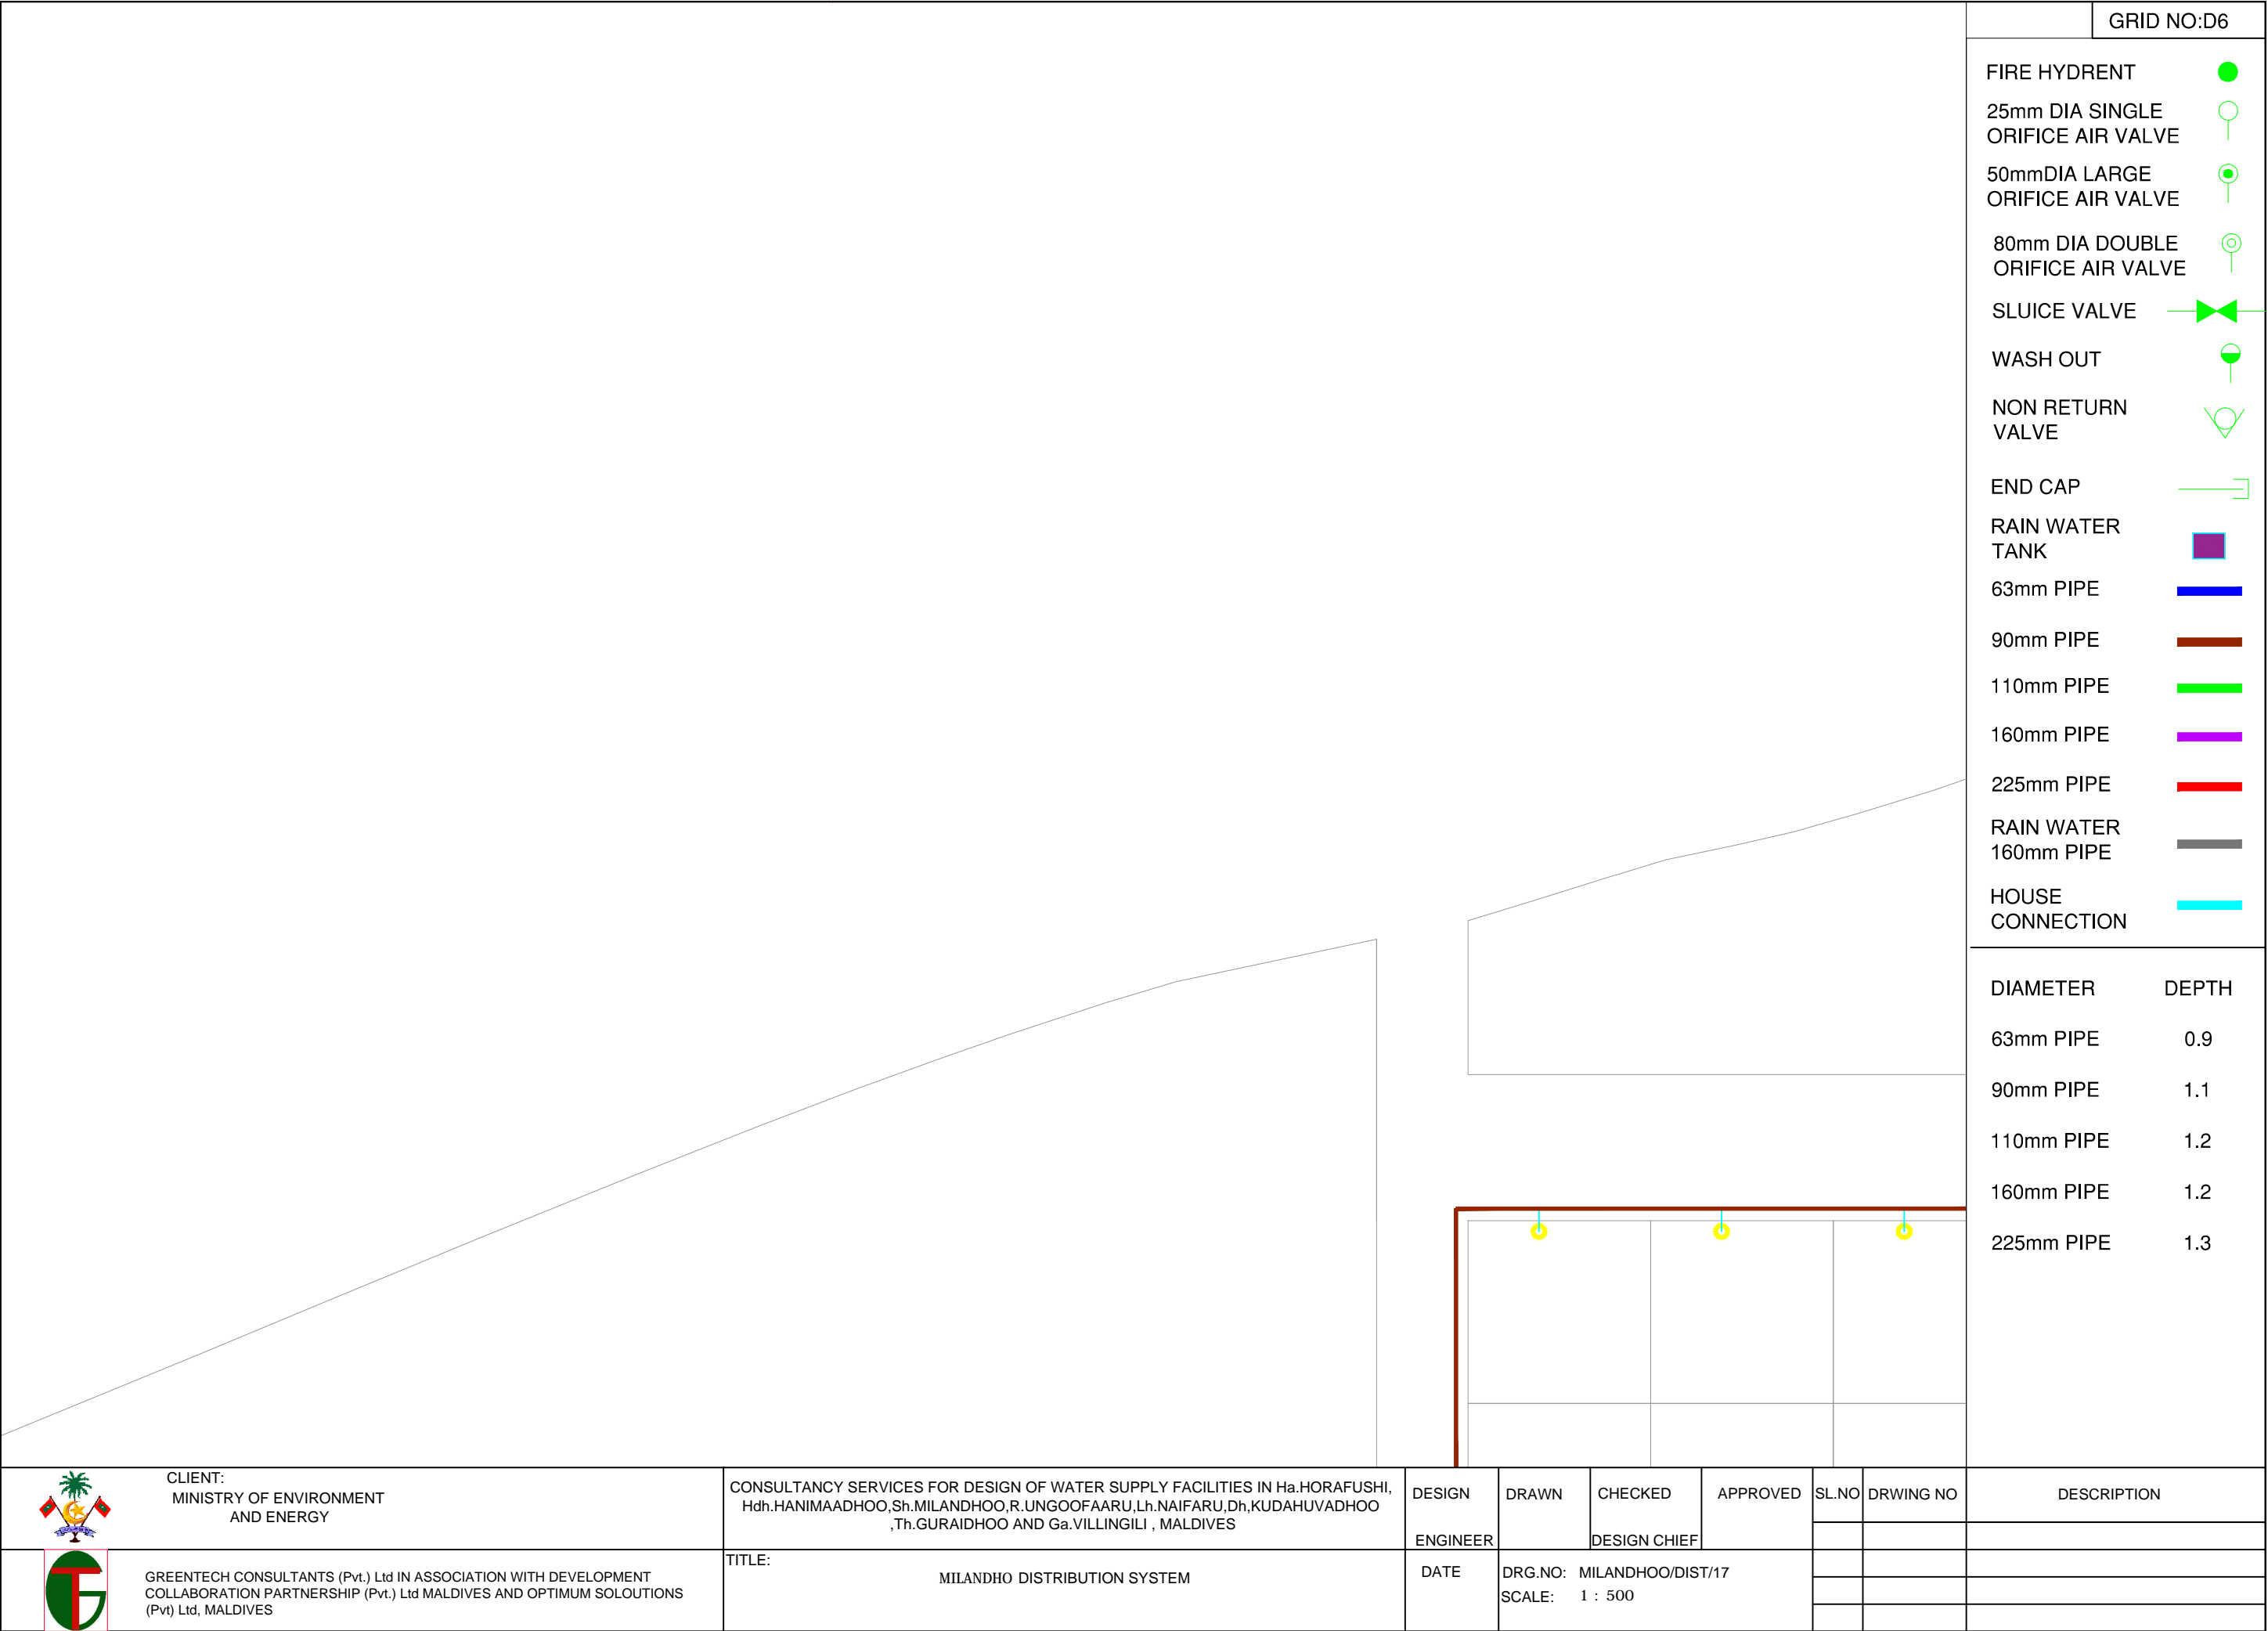 GRID NO:D6
FIRE HYDRENT
25mm DIA SINGLE
ORIFICE AIR VALVE
50mmDIA LARGE
ORIFICE AIR VALVE
80mm DIA DOUBLE
ORIFICE AIR VALVE
SLUICE VALVE
WASH OUT
NON RETURN
VALVE
END CAP
RAIN WATER
TANK
63mm PIPE
90mm PIPE
110mm PIPE
160mm PIPE
225mm PIPE
RAIN WATER
160mm PIPE
HOUSE
CONNECTION
DIAMETER DEPTH
63mm PIPE 0.9
90mm PIPE 1.1
110mm PIPE 1.2
160mm PIPE 1.2
225mm PIPE 1.3
CLIENT:
MINISTRY OF ENVIRONMENT
AND ENERGY
GREENTECH CONSULTANTS (Pvt.) Ltd IN ASSOCIATION WITH DEVELOPMENT
COLLABORATION PARTNERSHIP (Pvt.) Ltd MALDIVES AND OPTIMUM SOLOUTIONS
(Pvt) Ltd, MALDIVES
CONSULTANCY SERVICES FOR DESIGN OF WATER SUPPLY FACILITIES IN Ha.HORAFUSHI,
Hdh.HANIMAADHOO,Sh.MILANDHOO,R.UNGOOFAARU,Lh.NAIFARU,Dh,KUDAHUVADHOO
,Th.GURAIDHOO AND Ga.VILLINGILI , MALDIVES
TITLE:
MILANDHO DISTRIBUTION SYSTEM
DESIGN
ENGINEER
DRAWN
CHECKED
DESIGN CHIEF
APPROVED
SL.NO
DRWING NO
DESCRIPTION
DATE
DRG.NO: MILANDHOO/DIST/17
SCALE: 1 : 500